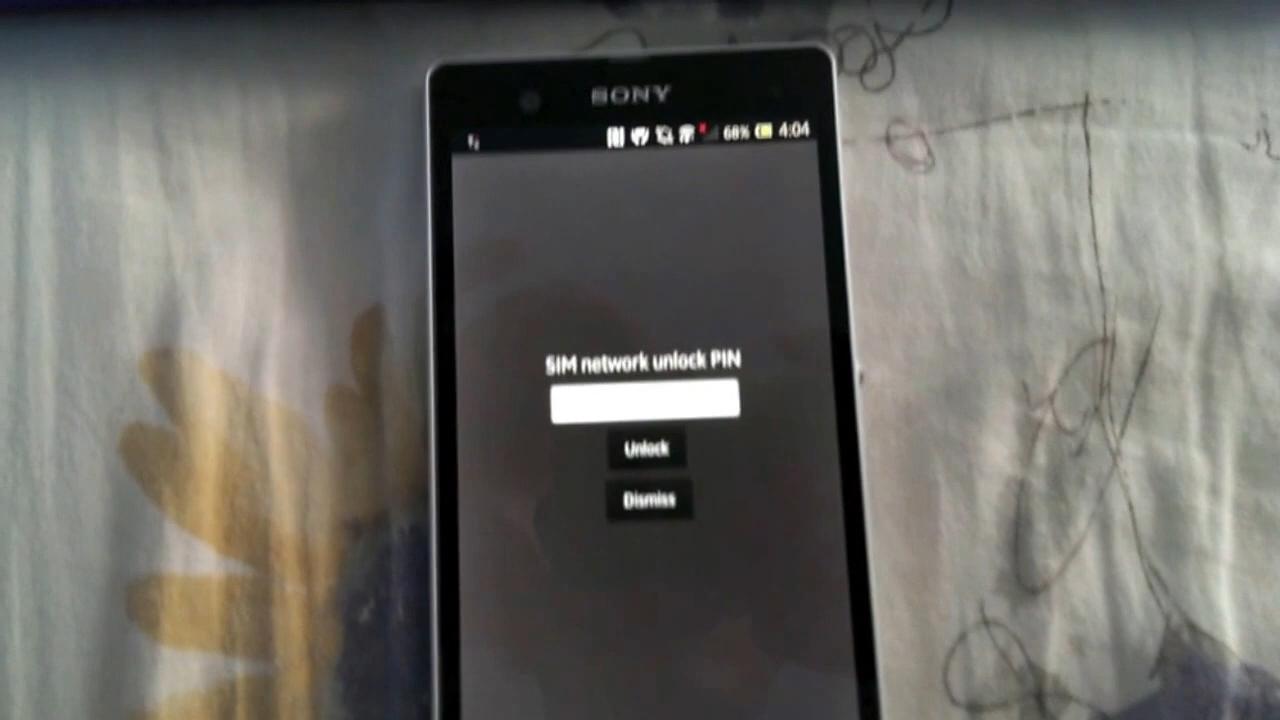 SONY
68% 4:04
SIM network unlock PIN
Unlock
Dismiss